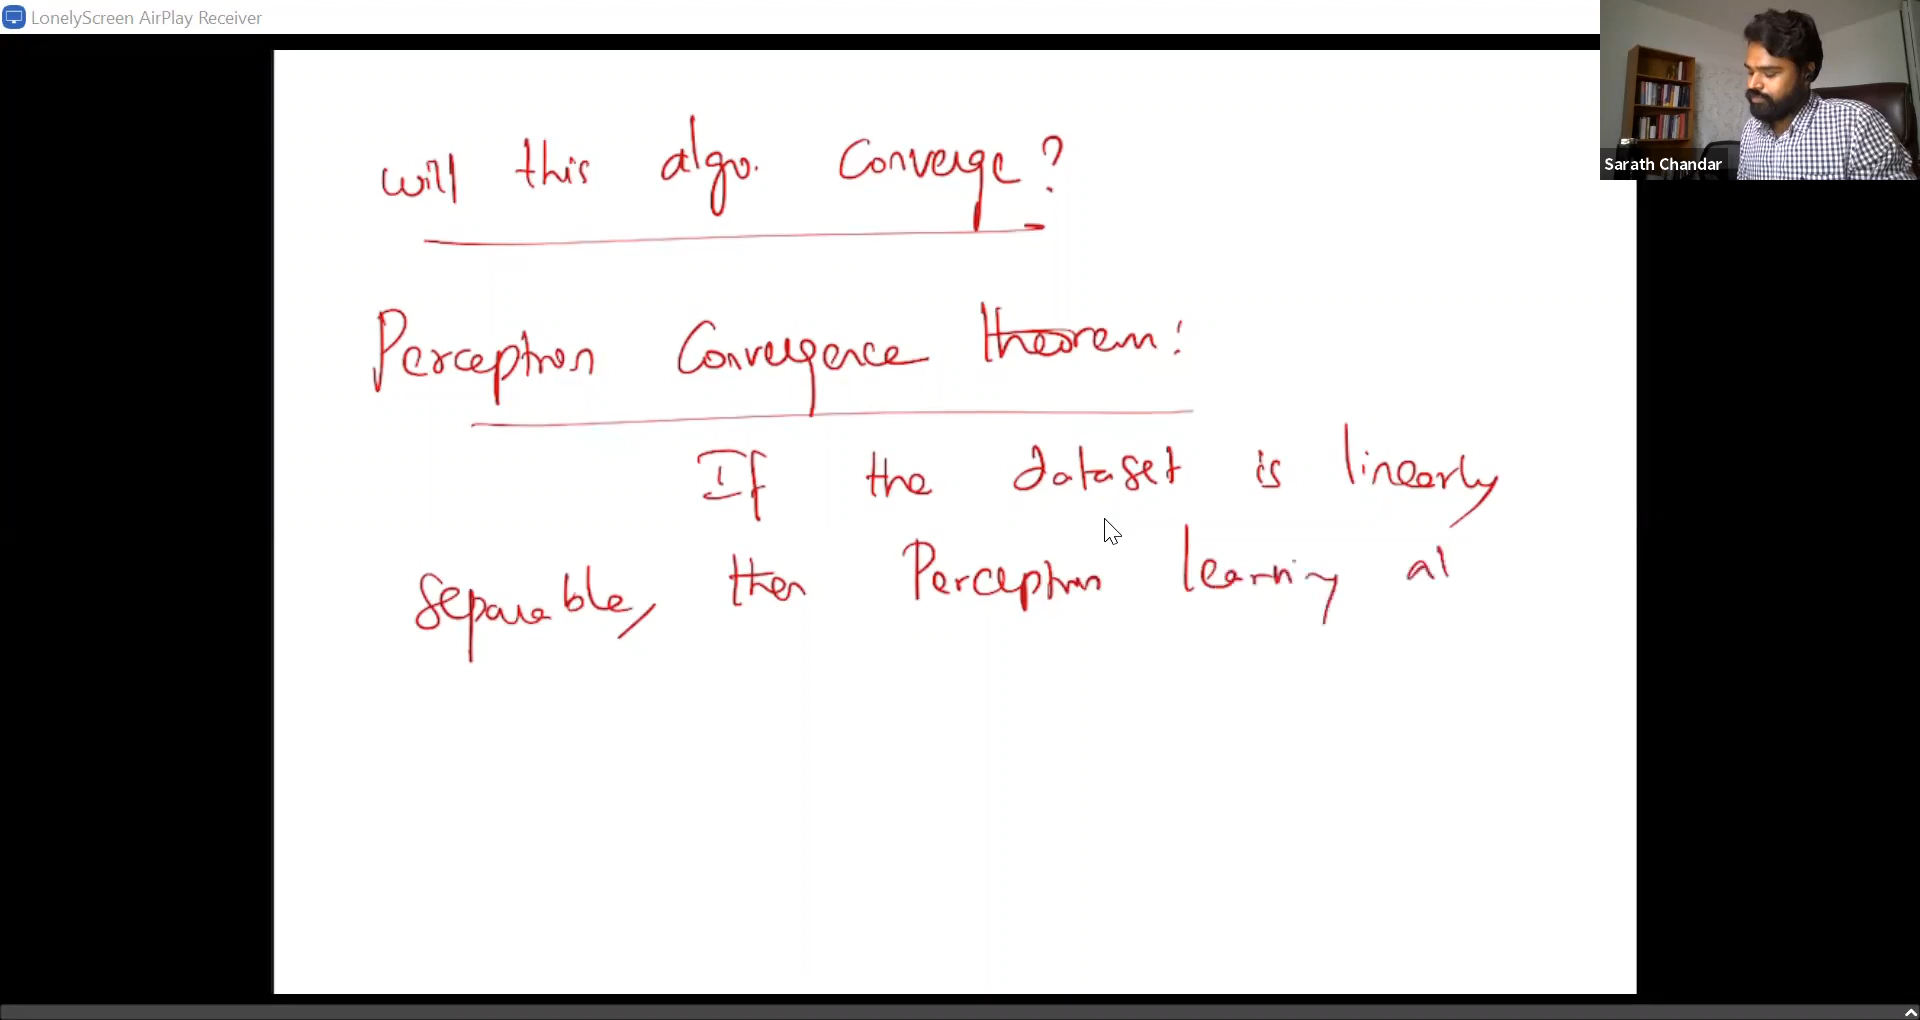 LonelyScreen AirPlay Receiver
Sarath Chandar
will this algo. Converge?
Perceptron Convergence theorem:
If the dataset is linearly
separable, then Perceptron learning al